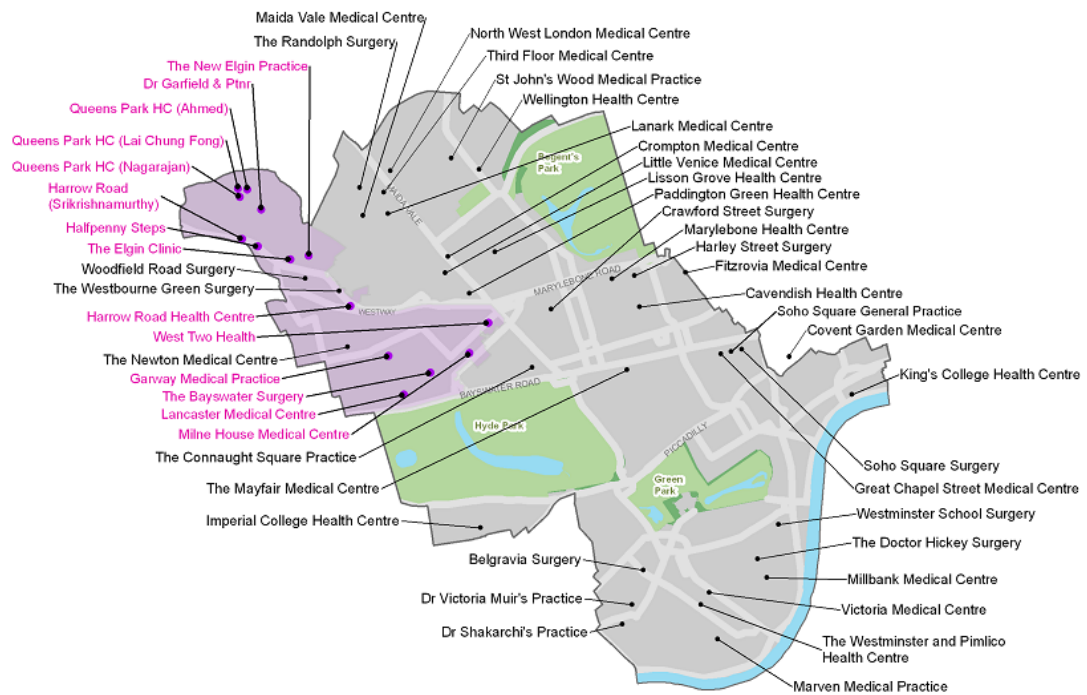 Maida Vale Medical Centre
The Randolph Surgery
North West London Medical Centre
Third Floor Medical Centre
The New Elgin Practice
St John's Wood Medical Practice
Dr Garfield & Ptnr
Wellington Health Centre
Queens Park HC (Ahmed)
Lanark Medical Centre
Queens Park HC (Lai Chung Fong)
Crompton Medical Centre
Queens Park HC (Nagarajan)
Little Venice Medical Centre
Lisson Grove Health Centre
Harrow Road
(Srikrishnamurthy)
Paddington Green Health Centre
Crawford Street Surgery
Halfpenny Steps
Marylebone Health Centre
The Elgin Clinic
Harley Street Surgery
Woodfield Road Surgery
Fitzrovia Medical Centre
The Westbourne Green Surgery
Cavendish Health Centre
Harrow Road Health Centre
Soho Square General Practice
West Two Health
Covent Garden Medical Centre
The Newton Medical Centre
Garway Medical Practice
King's College Health Centre
The Bayswater Surgery
Lancaster Medical Centre
Milne House Medical Centre
The Connaught Square Practice
Soho Square Surgery
The Mayfair Medical Centre
Great Chapel Street Medical Centre
Imperial College Health Centre
Westminster School Surgery
The Doctor Hickey Surgery
Belgravia Surgery
Millbank Medical Centre
Dr Victoria Muir's Practice
Victoria Medical Centre
Dr Shakarchi's Practice
The Westminster and Pimlico
Health Centre
Marven Medical Practice
Regent's
Park
MAIDA VALE
MARYLEBONE ROAD
WESTWAY
BAYSWATER ROAD
Hyde Park
PICCADILLY
Green
Park